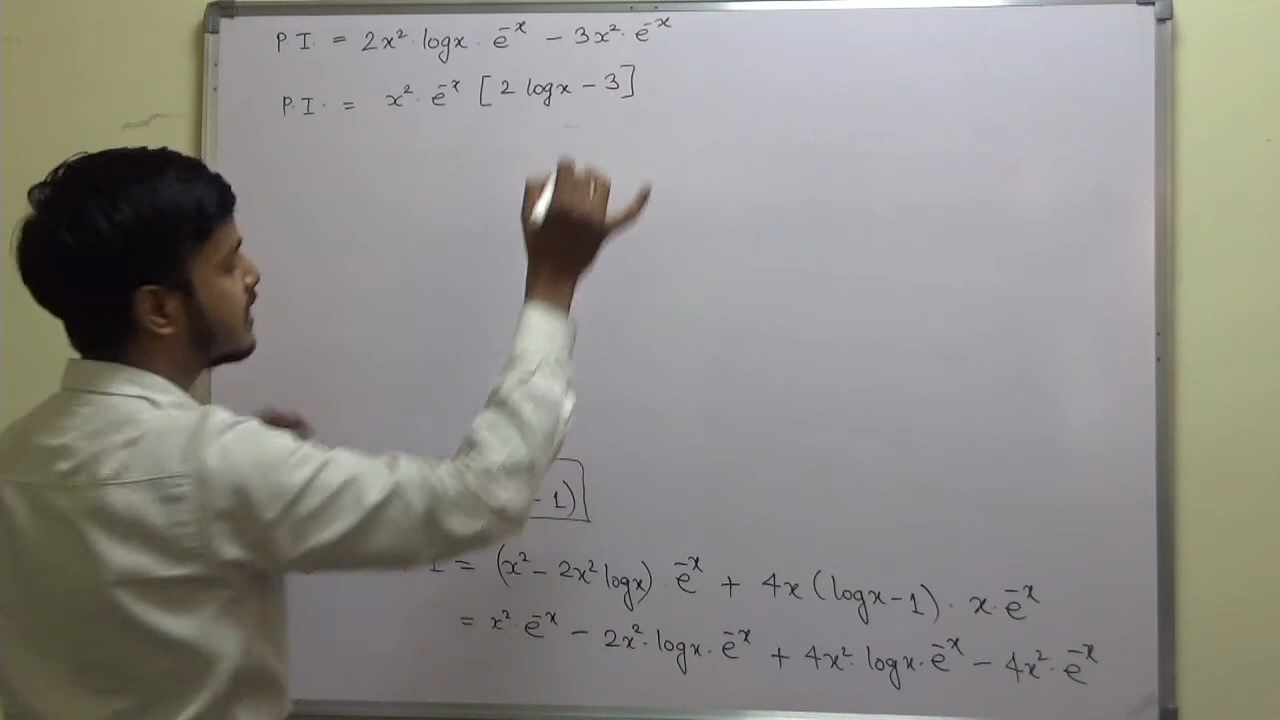 P.I. = 2x² logx · e⁻ˣ – 3x² · e⁻ˣ
P.I. = x² · e⁻ˣ [2 logx – 3]
– 1)
I = (x² – 2x² logx) · e⁻ˣ + 4x (logx – 1) · x · e⁻ˣ
= x² · e⁻ˣ – 2x² · logx · e⁻ˣ + 4x² · logx · e⁻ˣ – 4x² · e⁻ˣ